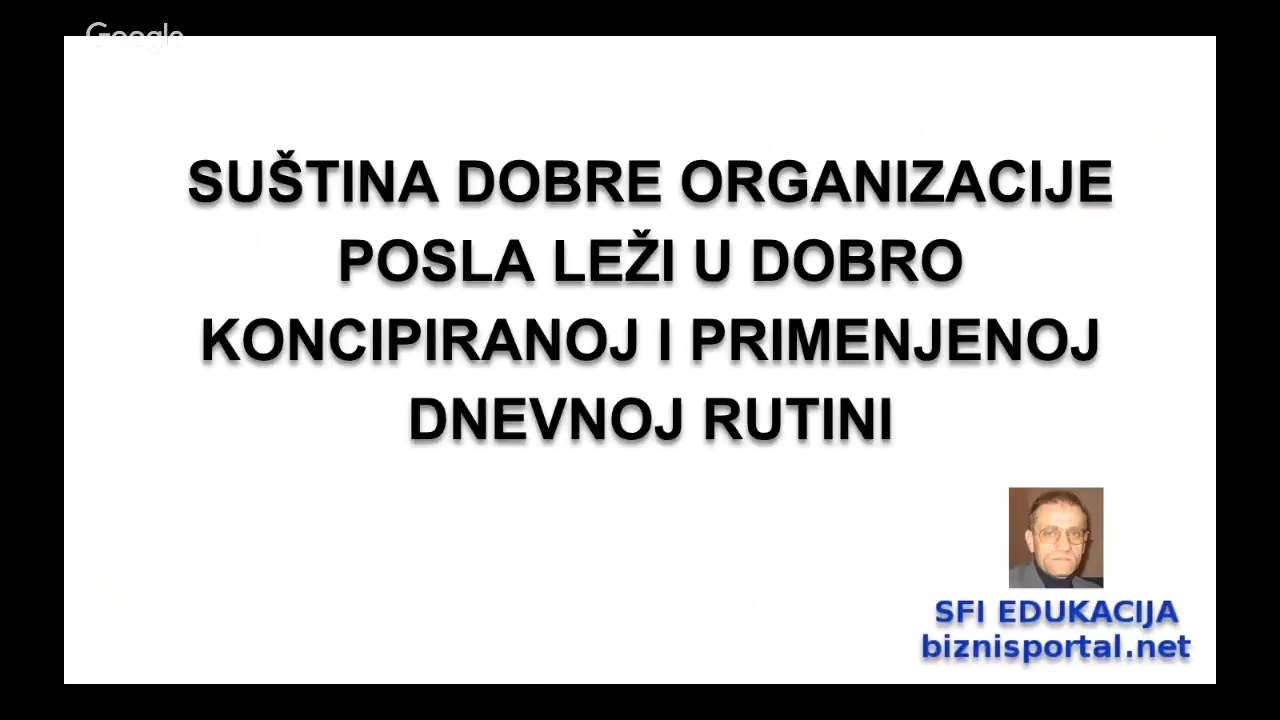 Google
SUŠTINA DOBRE ORGANIZACIJE
POSLA LEŽI U DOBRO
KONCIPIRANOJ I PRIMENJENOJ
DNEVNOJ RUTINI
SFI EDUKACIJA
biznisportal.net